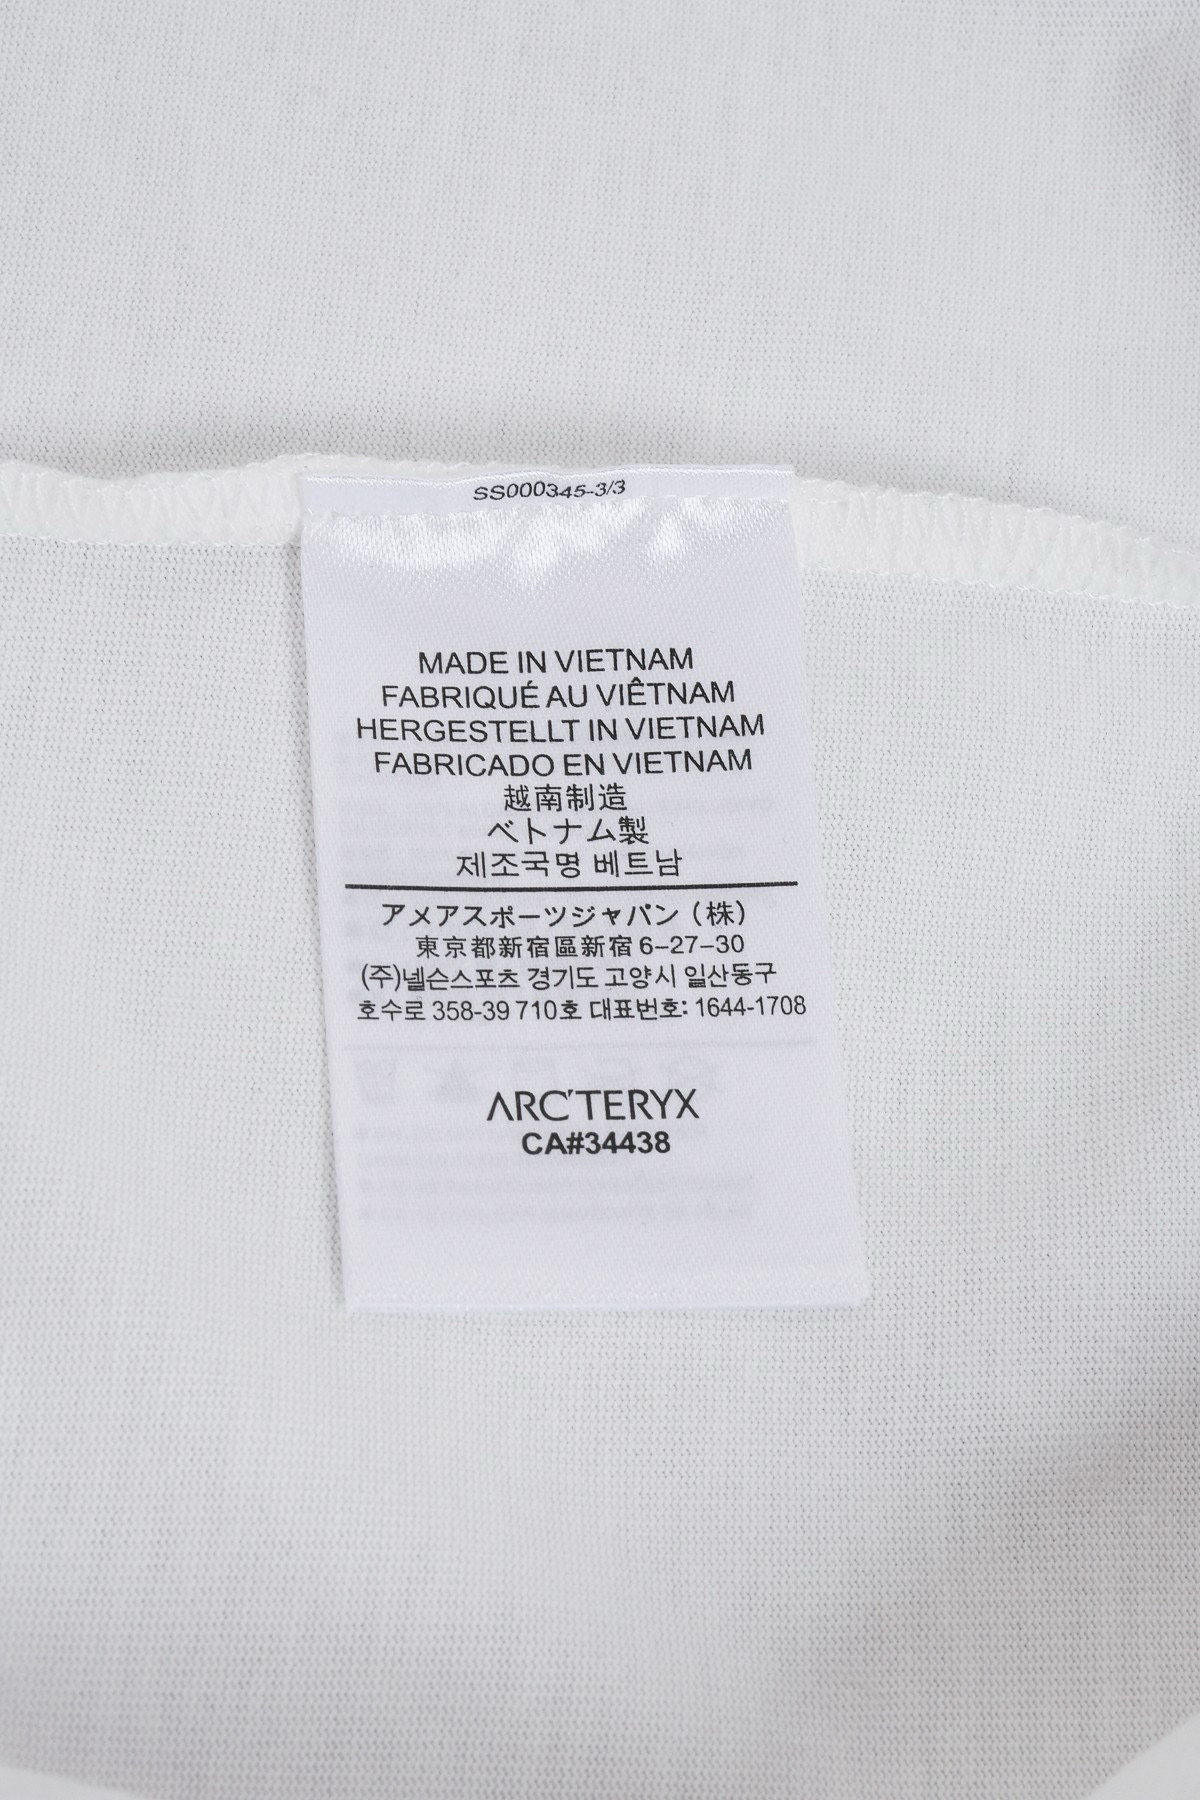 SS000345-3/3
MADE IN VIETNAM
FABRIQUÉ AU VIÊTNAM
HERGESTELLT IN VIETNAM
FABRICADO EN VIETNAM
越南制造
ベトナム製
제조국명 베트남
アメアスポーツジャパン（株）
東京都新宿區新宿6-27-30
(주)넬슨스포츠 경기도 고양시 일산동구
호수로 358-39 710호 대표번호: 1644-1708
ARC'TERYX
CA#34438